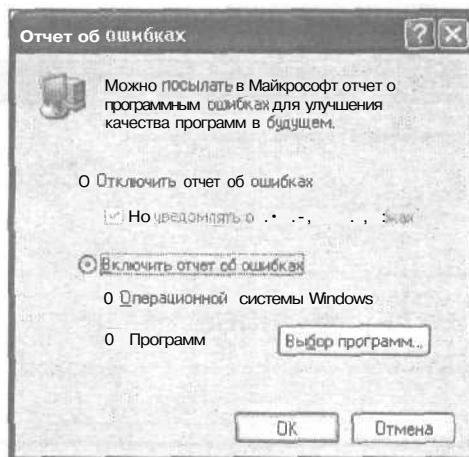 Отчет об ошибках
Можно посылать в Майкрософт отчет о
программным ошибках для улучшения
качества программ в будущем.
О Отключить отчет об ошибках
Но уведомлять о
Включить отчет об ошибках
0 Операционной системы Windows
0 Программ
Выбор программ...
OK
Отмена